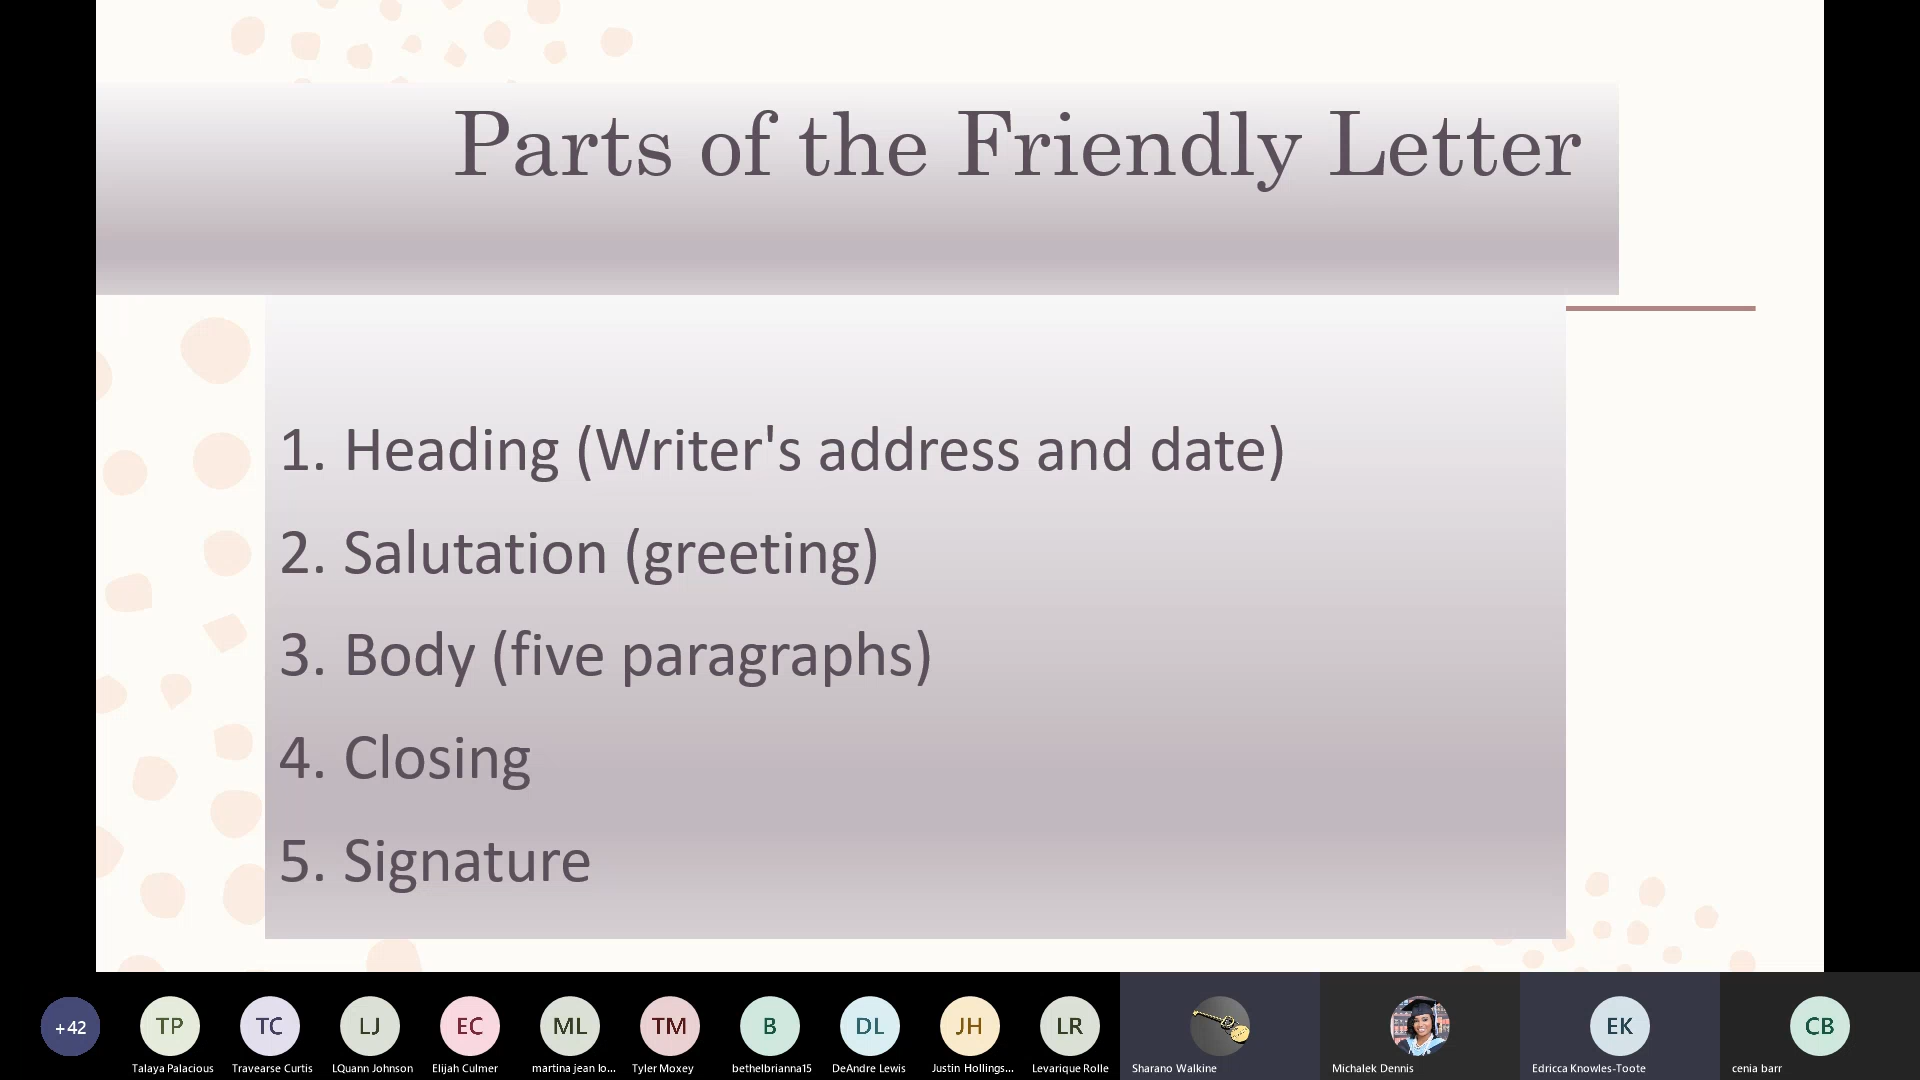 Parts of the Friendly Letter
1. Heading (Writer's address and date)
2. Salutation (greeting)
3. Body (five paragraphs)
4. Closing
5. Signature
+42 TP TC LJ EC ML TM B DL JH LR EK CB
Talaya Palacious Travearse Curtis LQuann Johnson Elijah Culmer martina jean lo... Tyler Moxey bethelbrianna15 DeAndre Lewis Justin Hollings... Levarique Rolle Sharano Walkine Michalek Dennis Edricca Knowles-Toote cenia barr